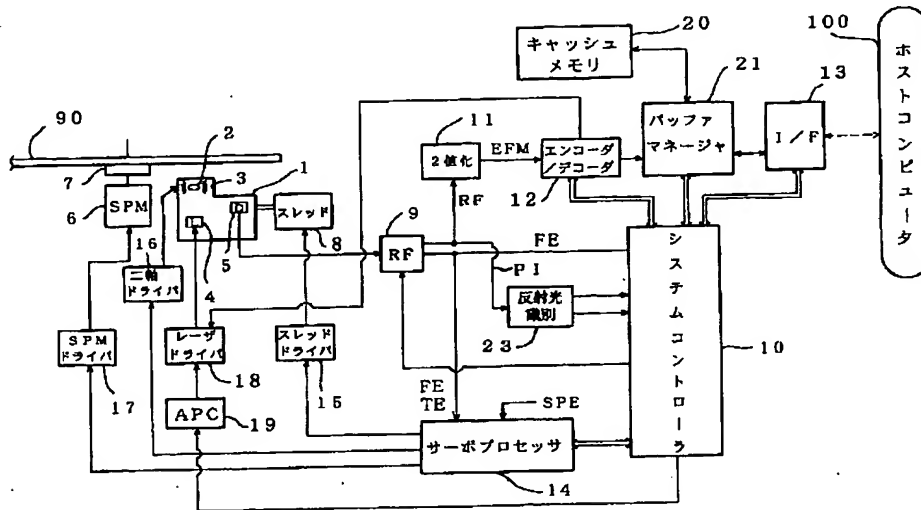 20
キャッシュ
メモリ
100
21
13
ホストコンピュータ
90
2
3
1
11
バッファ
マネージャ
I/F
7
2値化
EFM
エンコーダ
/デコーダ
12
6
SPM
スレッド
8
9
RF
RF
FE
16
4
5
PI
二軸
ドライバ
反射光
識別
23
システムコントローラ
10
SPM
ドライバ
レーザ
ドライバ
スレッド
ドライバ
17
18
15
FE
TE
SPE
APC
19
サーボプロセッサ
14